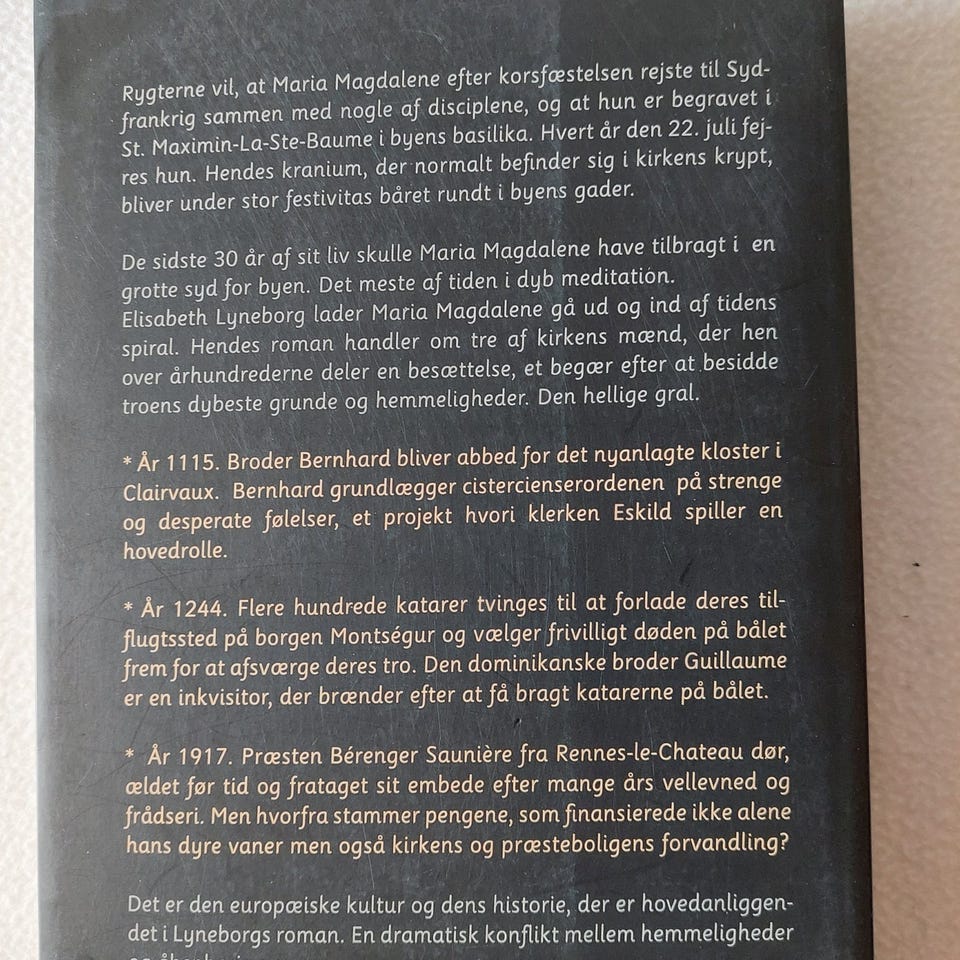 Rygterne vil, at Maria Magdalene efter korsfæstelsen rejste til Syd-
frankrig sammen med nogle af disciplene, og at hun er begravet i
St. Maximin-La-Ste-Baume i byens basilika. Hvert år den 22. juli fej-
res hun. Hendes kranium, der normalt befinder sig i kirkens krypt,
bliver under stor festivitas båret rundt i byens gader.
De sidste 30 år af sit liv skulle Maria Magdalene have tilbragt i en
grotte syd for byen. Det meste af tiden i dyb meditation.
Elisabeth Lyneborg lader Maria Magdalene gå ud og ind af tidens
spiral. Hendes roman handler om tre af kirkens mænd, der hen
over århundrederne deler en besættelse, et begær efter at besidde
troens dybeste grunde og hemmeligheder. Den hellige gral.
* År 1115. Broder Bernhard bliver abbed for det nyanlagte kloster i
Clairvaux. Bernhard grundlægger cistercienserordenen på strenge
og desperate følelser, et projekt hvori klerken Eskild spiller en
hovedrolle.
* År 1244. Flere hundrede katarer tvinges til at forlade deres til-
flugtssted på borgen Montségur og vælger frivilligt døden på bålet
frem for at afsværge deres tro. Den dominikanske broder Guillaume
er en inkvisitor, der brænder efter at få bragt katarerne på bålet.
* År 1917. Præsten Bérenger Saunière fra Rennes-le-Chateau dør,
ældet før tid og frataget sit embede efter mange års vellevned og
frådseri. Men hvorfra stammer pengene, som finansierede ikke alene
hans dyre vaner men også kirkens og præsteboligens forvandling?
Det er den europæiske kultur og dens historie, der er hovedanliggen-
det i Lyneborgs roman. En dramatisk konflikt mellem hemmeligheder